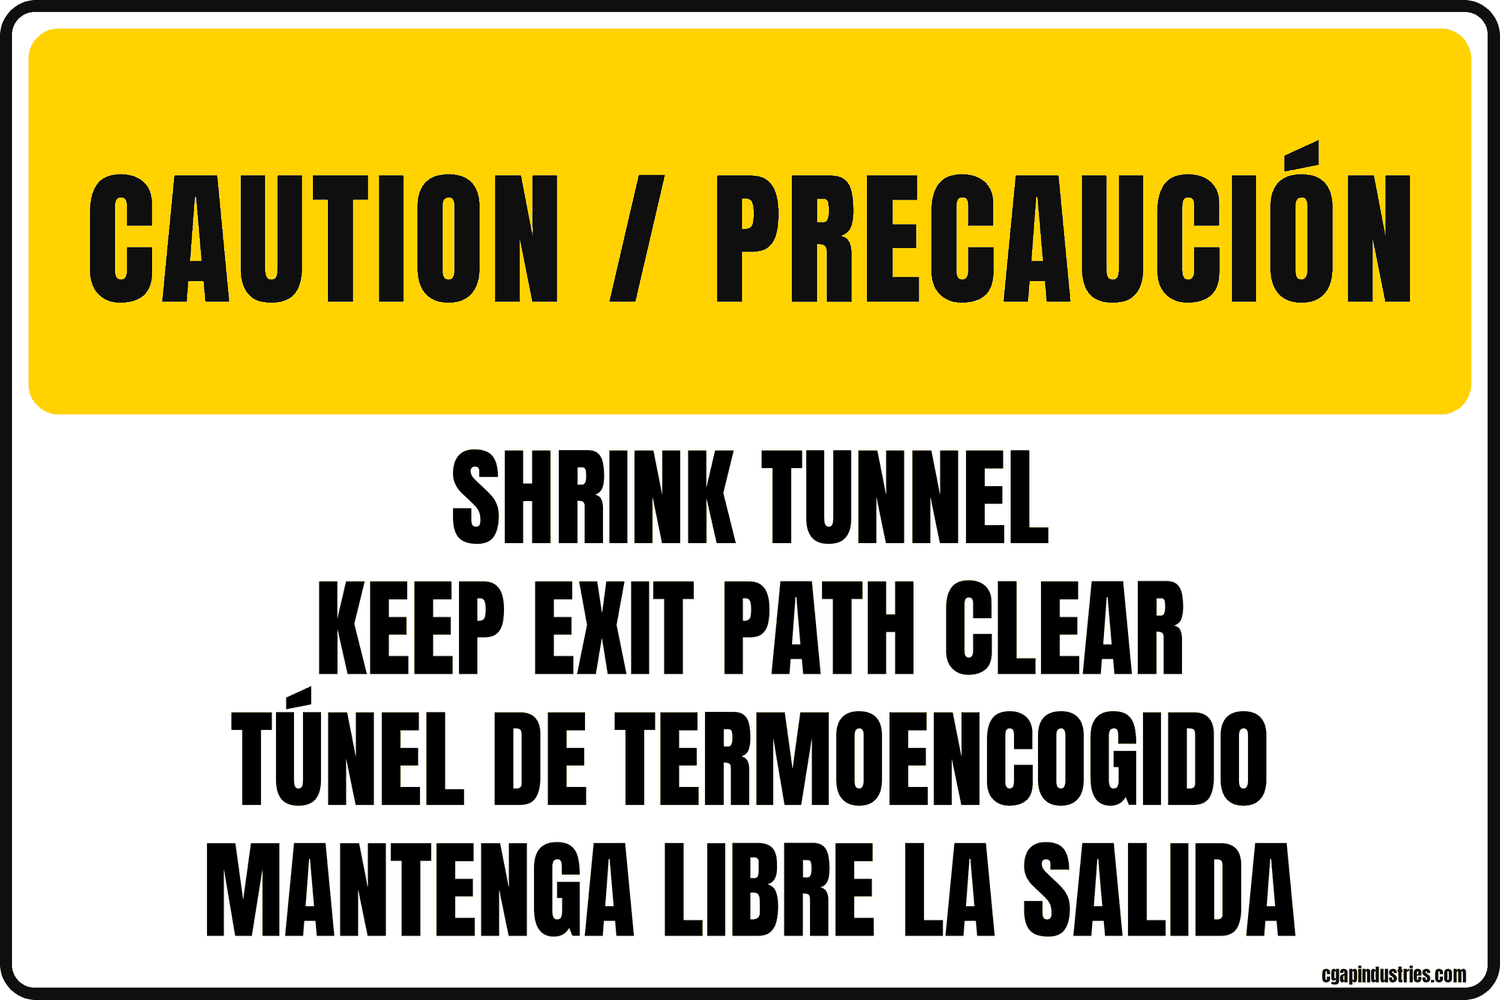 CAUTION / PRECAUCIÓN
SHRINK TUNNEL
KEEP EXIT PATH CLEAR
TÚNEL DE TERMOENCOGIDO
MANTENGA LIBRE LA SALIDA
cgapindustries.com